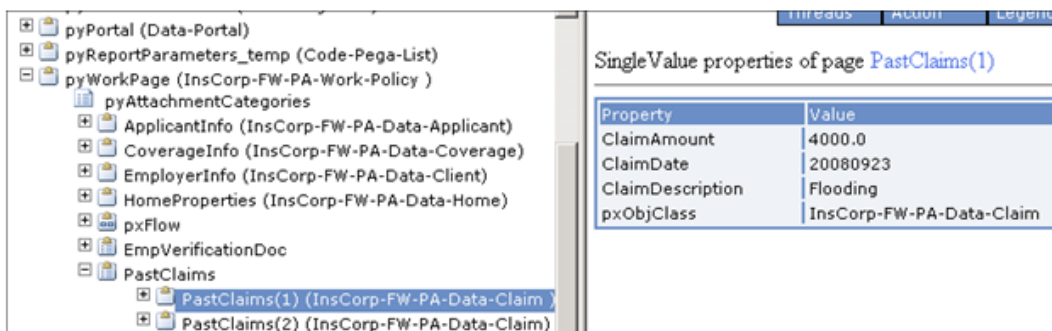 pyPortal (Data-Portal)
pyReportParameters_temp (Code-Pega-List)
pyWorkPage (InsCorp-FW-PA-Work-Policy )
pyAttachmentCategories
ApplicantInfo (InsCorp-FW-PA-Data-Applicant)
CoverageInfo (InsCorp-FW-PA-Data-Coverage)
EmployerInfo (InsCorp-FW-PA-Data-Client)
HomeProperties (InsCorp-FW-PA-Data-Home)
pxFlow
EmpVerificationDoc
PastClaims
PastClaims(1) (InsCorp-FW-PA-Data-Claim )
PastClaims(2) (InsCorp-FW-PA-Data-Claim)
Threads Action Legend
SingleValue properties of page PastClaims(1)
Property Value
ClaimAmount 4000.0
ClaimDate 20080923
ClaimDescription Flooding
pxObjClass InsCorp-FW-PA-Data-Claim